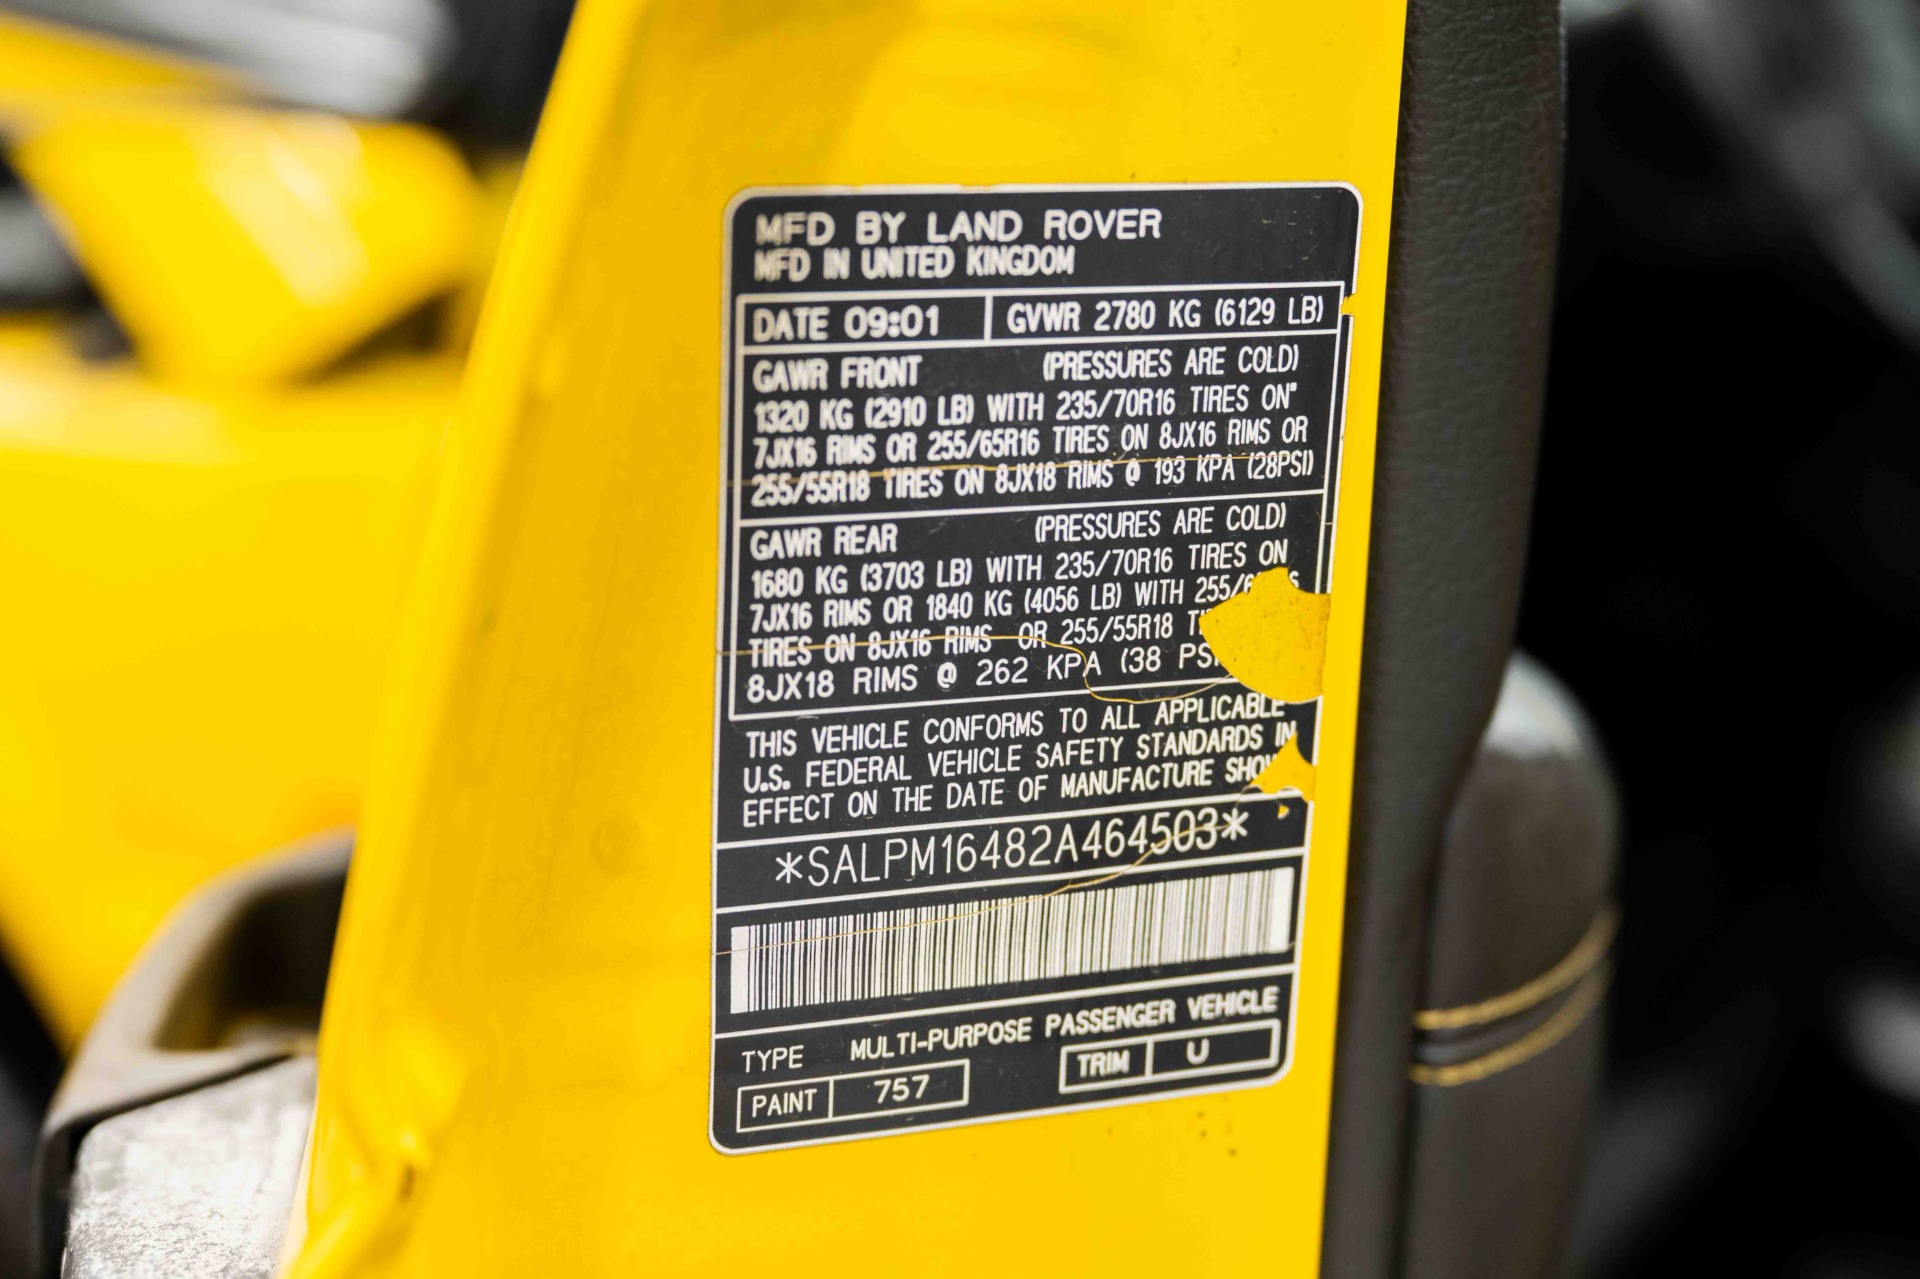 MFD BY LAND ROVER
MFD IN UNITED KINGDOM
DATE 09:01 GVWR 2780 KG (6129 LB)
GAWR FRONT (PRESSURES ARE COLD)
1320 KG (2910 LB) WITH 235/70R16 TIRES ON"
7JX16 RIMS OR 255/65R16 TIRES ON 8JX16 RIMS OR
255/55R18 TIRES ON 8JX18 RIMS @ 193 KPA (28PSI)
GAWR REAR (PRESSURES ARE COLD)
1680 KG (3703 LB) WITH 235/70R16 TIRES ON
7JX16 RIMS OR 1840 KG (4056 LB) WITH
TIRES ON 8JX16 RIMS OR 255/55R18
8JX18 RIMS @ 262 KPA (38 PSI
THIS VEHICLE CONFORMS TO ALL APPLICABLE
U.S. FEDERAL VEHICLE SAFETY STANDARDS IN
EFFECT ON THE DATE OF MANUFACTURE
*SALPM16482A464503*
TYPE MULTI-PURPOSE PASSENGER VEHICLE
PAINT 757 TRIM U